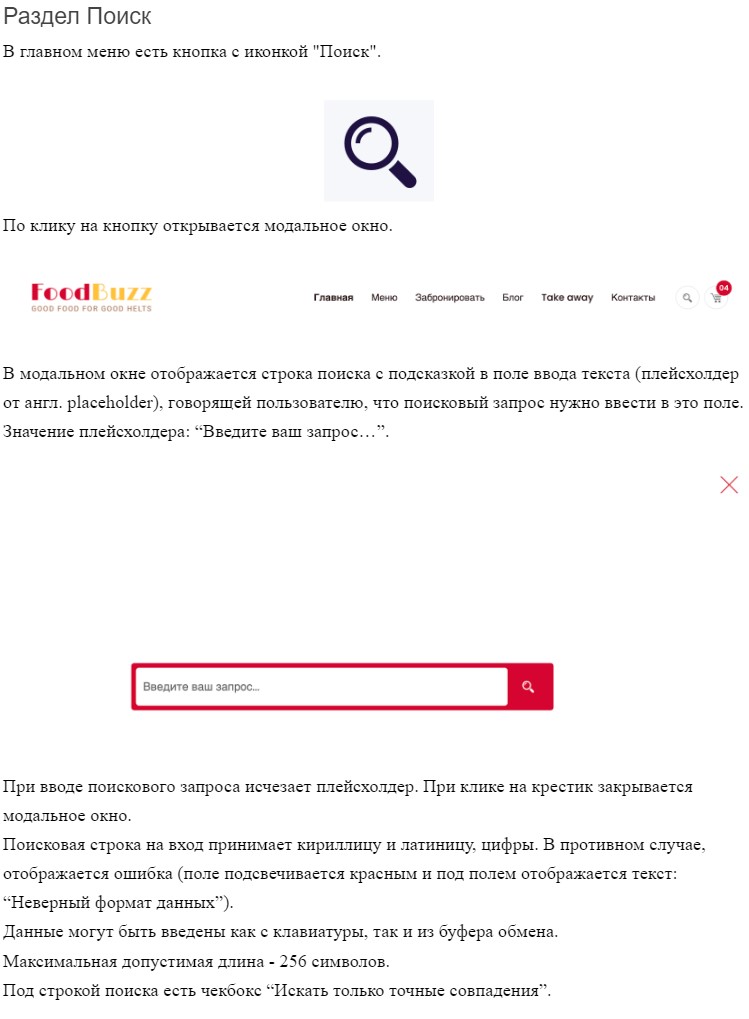 Раздел Поиск
В главном меню есть кнопка с иконкой "Поиск".
По клику на кнопку открывается модальное окно.
FoodBuzz
GOOD FOOD FOR GOOD HELTS
Главная Меню Забронировать Блог Take away Контакты 04
В модальном окне отображается строка поиска с подсказкой в поле ввода текста (плейсхолдер
от англ. placeholder), говорящей пользователю, что поисковый запрос нужно ввести в это поле.
Значение плейсхолдера: “Введите ваш запрос…”.
Введите ваш запрос...
При вводе поискового запроса исчезает плейсхолдер. При клике на крестик закрывается
модальное окно.
Поисковая строка на вход принимает кириллицу и латиницу, цифры. В противном случае,
отображается ошибка (поле подсвечивается красным и под полем отображается текст:
“Неверный формат данных”).
Данные могут быть введены как с клавиатуры, так и из буфера обмена.
Максимальная допустимая длина - 256 символов.
Под строкой поиска есть чекбокс “Искать только точные совпадения”.